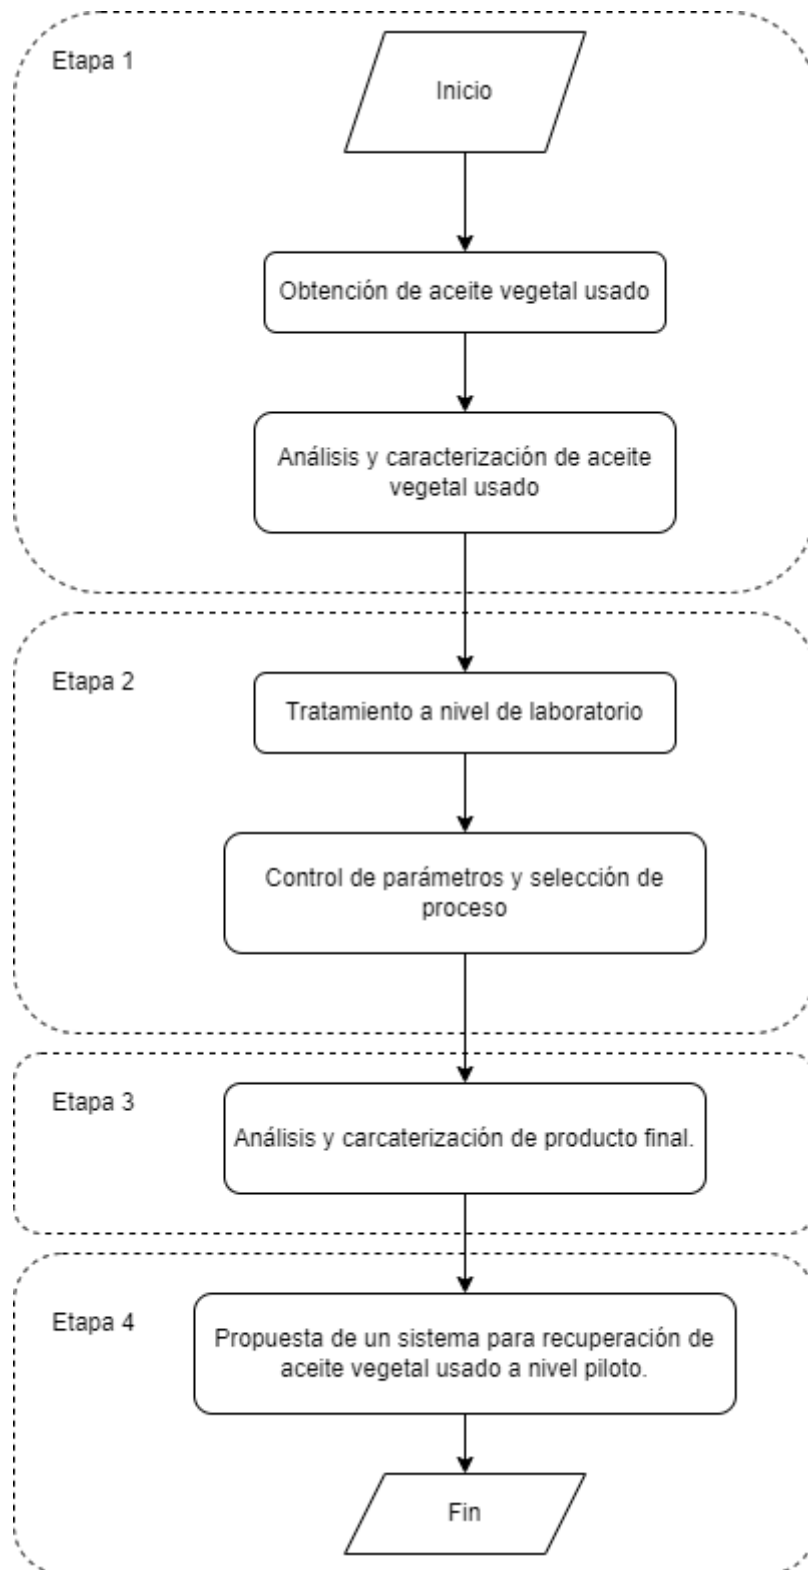 Etapa 1
Inicio
Obtención de aceite vegetal usado
Análisis y caracterización de aceite
vegetal usado
Etapa 2
Tratamiento a nivel de laboratorio
Control de parámetros y selección de
proceso
Etapa 3
Análisis y carcaterización de producto final.
Etapa 4
Propuesta de un sistema para recuperación de
aceite vegetal usado a nivel piloto.
Fin